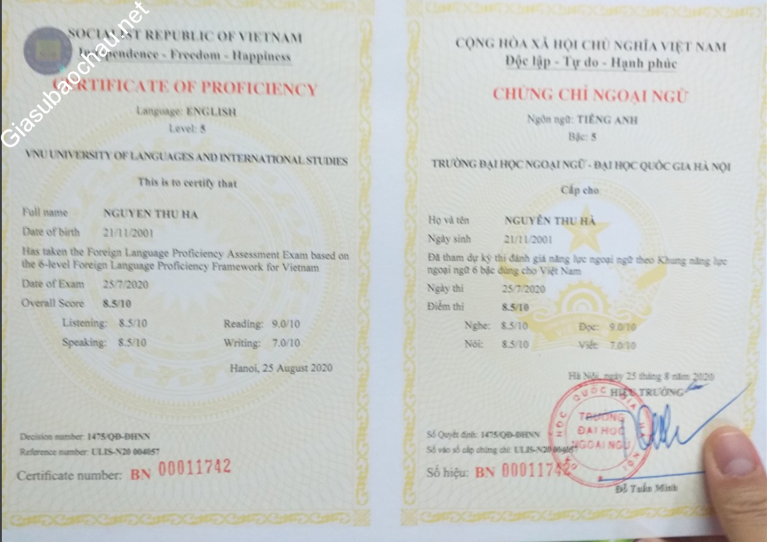 Giasubaochau.net
SOCIALIST REPUBLIC OF VIETNAM
Independence - Freedom - Happiness
CERTIFICATE OF PROFICIENCY
Language: ENGLISH
Level: 5
VNU UNIVERSITY OF LANGUAGES AND INTERNATIONAL STUDIES
This is to certify that
Full name NGUYEN THU HA
Date of birth 21/11/2001
Has taken the Foreign Language Proficiency Assessment Exam based on
the 6-level Foreign Language Proficiency Framework for Vietnam
Date of Exam 25/7/2020
Overall Score 8.5/10
Listening: 8.5/10 Reading: 9.0/10
Speaking: 8.5/10 Writing: 7.0/10
Hanoi, 25 August 2020
Decision number: 1475/QĐ-ĐHNN
Reference number: ULIS-N20 004057
Certificate number: BN 00011742
CỘNG HÒA XÃ HỘI CHỦ NGHĨA VIỆT NAM
Độc lập - Tự do - Hạnh phúc
CHỨNG CHỈ NGOẠI NGỮ
Ngôn ngữ: TIẾNG ANH
Bậc: 5
TRƯỜNG ĐẠI HỌC NGOẠI NGỮ - ĐẠI HỌC QUỐC GIA HÀ NỘI
Cấp cho
Họ và tên NGUYỄN THU HÀ
Ngày sinh 21/11/2001
Đã tham dự kỳ thi đánh giá năng lực ngoại ngữ theo Khung năng lực
ngoại ngữ 6 bậc dùng cho Việt Nam
Ngày thi 25/7/2020
Điểm thi 8.5/10
Nghe: 8.5/10 Đọc: 9.0/10
Nói: 8.5/10 Viết: 7.0/10
Hà Nội, ngày 25 tháng 8 năm 2020
HIỆU TRƯỞNG
TRƯỜNG
ĐẠI HỌC
NGOẠI NGỮ
Số Quyết định: 1475/QĐ-ĐHNN
Số vào sổ cấp chứng chỉ: ULIS-N20 004057
Số hiệu: BN 00011742
Đỗ Tuấn Minh